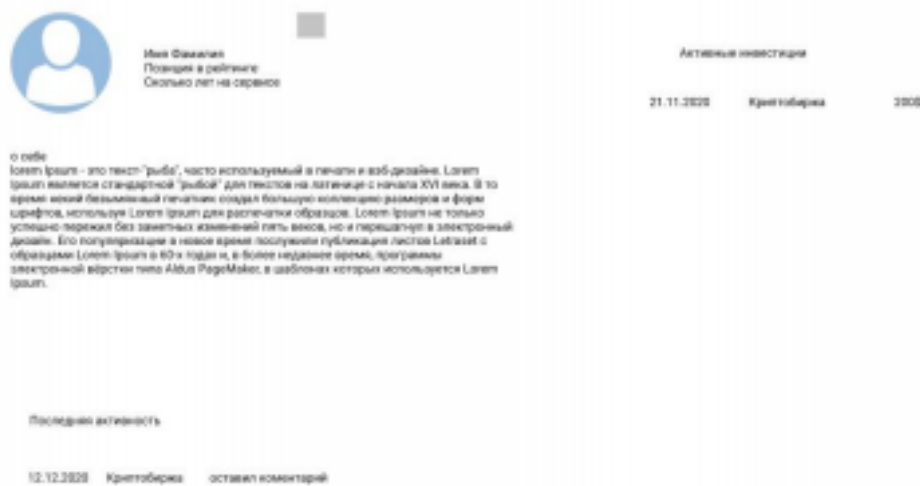 Имя Фамилия
Позиция в рейтинге
Сколько лет на сервисе
Активные инвестиции
21.11.2020 Криптобиржа 200$
о себе
lorem Ipsum - это текст-"рыба", часто используемый в печати и вэб-дизайне. Lorem
Ipsum является стандартной "рыбой" для текстов на латинице с начала XVI века. В то
время некий безымянный печатник создал большую коллекцию размеров и форм
шрифтов, используя Lorem Ipsum для распечатки образцов. Lorem Ipsum не только
успешно пережил без заметных изменений пять веков, но и перешагнул в электронный
дизайн. Его популяризации в новое время послужили публикация листов Letraset с
образцами Lorem Ipsum в 60-х годах и, в более недавнее время, программы
электронной вёрстки типа Aldus PageMaker, в шаблонах которых используется Lorem
Ipsum.
Последняя активность
12.12.2020 Криптобиржа оставил коментарий